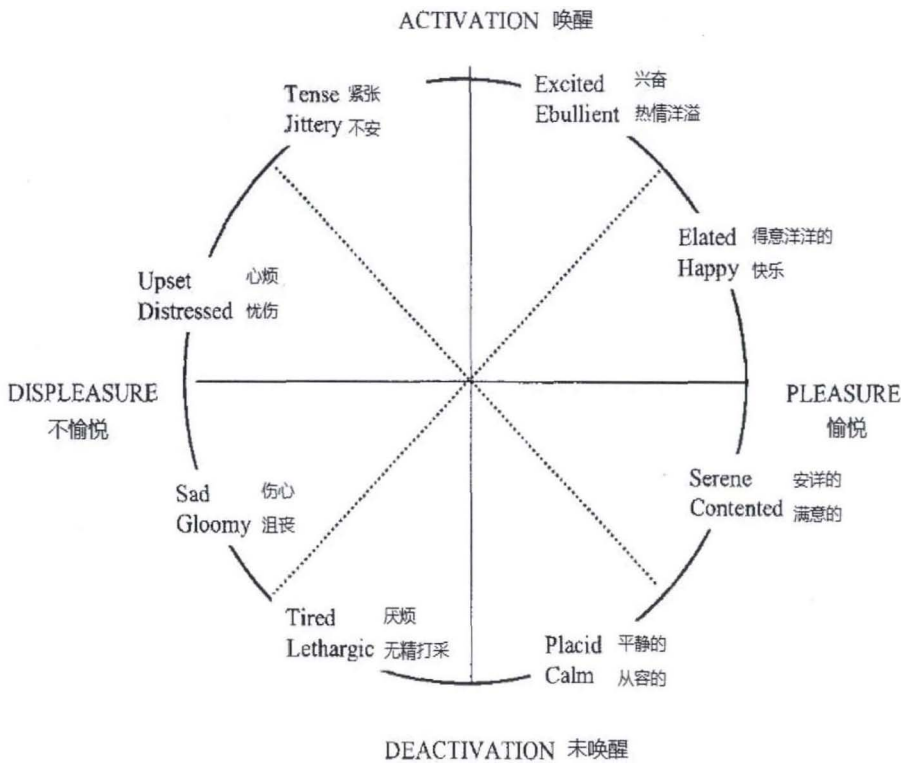 ACTIVATION 唤醒
Tense 紧张
Jittery 不安
Excited 兴奋
Ebullient 热情洋溢
Elated 得意洋洋的
Happy 快乐
Upset 心烦
Distressed 忧伤
DISPLEASURE
不愉悦
PLEASURE
愉悦
Sad 伤心
Gloomy 沮丧
Serene 安详的
Contented 满意的
Tired 厌烦
Lethargic 无精打采
Placid 平静的
Calm 从容的
DEACTIVATION 未唤醒